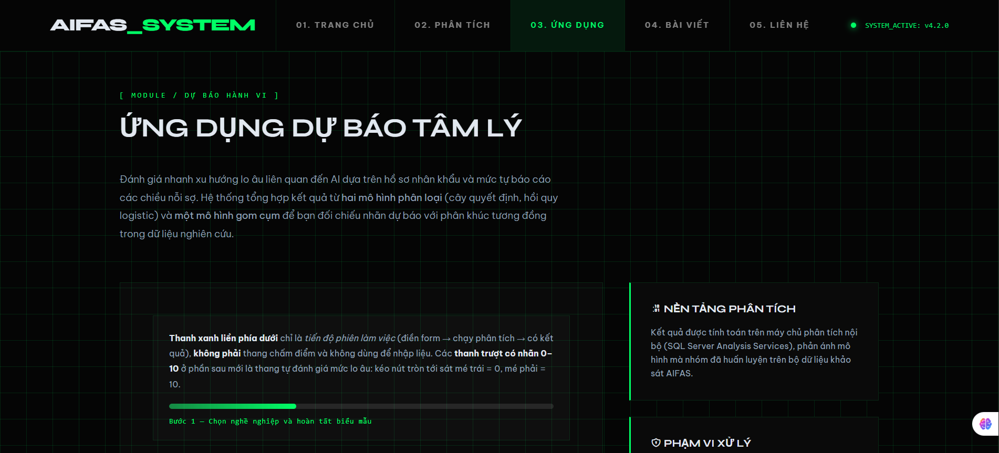 AIFAS_SYSTEM
01. TRANG CHỦ
02. PHÂN TÍCH
03. ỨNG DỤNG
04. BÀI VIẾT
05. LIÊN HỆ
SYSTEM_ACTIVE: v4.2.0
[ MODULE / DỰ BÁO HÀNH VI ]
ỨNG DỤNG DỰ BÁO TÂM LÝ
Đánh giá nhanh xu hướng lo âu liên quan đến AI dựa trên hồ sơ nhân khẩu và mức tự báo cáo
các chiều nỗi sợ. Hệ thống tổng hợp kết quả từ hai mô hình phân loại (cây quyết định, hồi quy
logistic) và một mô hình gom cụm để bạn đối chiếu nhãn dự báo với phân khúc tương đồng
trong dữ liệu nghiên cứu.
Thanh xanh liền phía dưới chỉ là tiến độ phiên làm việc (điền form → chạy phân tích → có kết
quả), không phải thang chấm điểm và không dùng để nhập liệu. Các thanh trượt có nhãn 0–
10 ở phần sau mới là thang tự đánh giá mức lo âu: kéo nút tròn tới sát mé trái = 0, mé phải =
10.
Bước 1 — Chọn nghề nghiệp và hoàn tất biểu mẫu
NỀN TẢNG PHÂN TÍCH
Kết quả được tính toán trên máy chủ phân tích nội
bộ (SQL Server Analysis Services), phản ánh mô
hình mà nhóm đã huấn luyện trên bộ dữ liệu khảo
sát AIFAS.
PHẠM VI XỬ LÝ